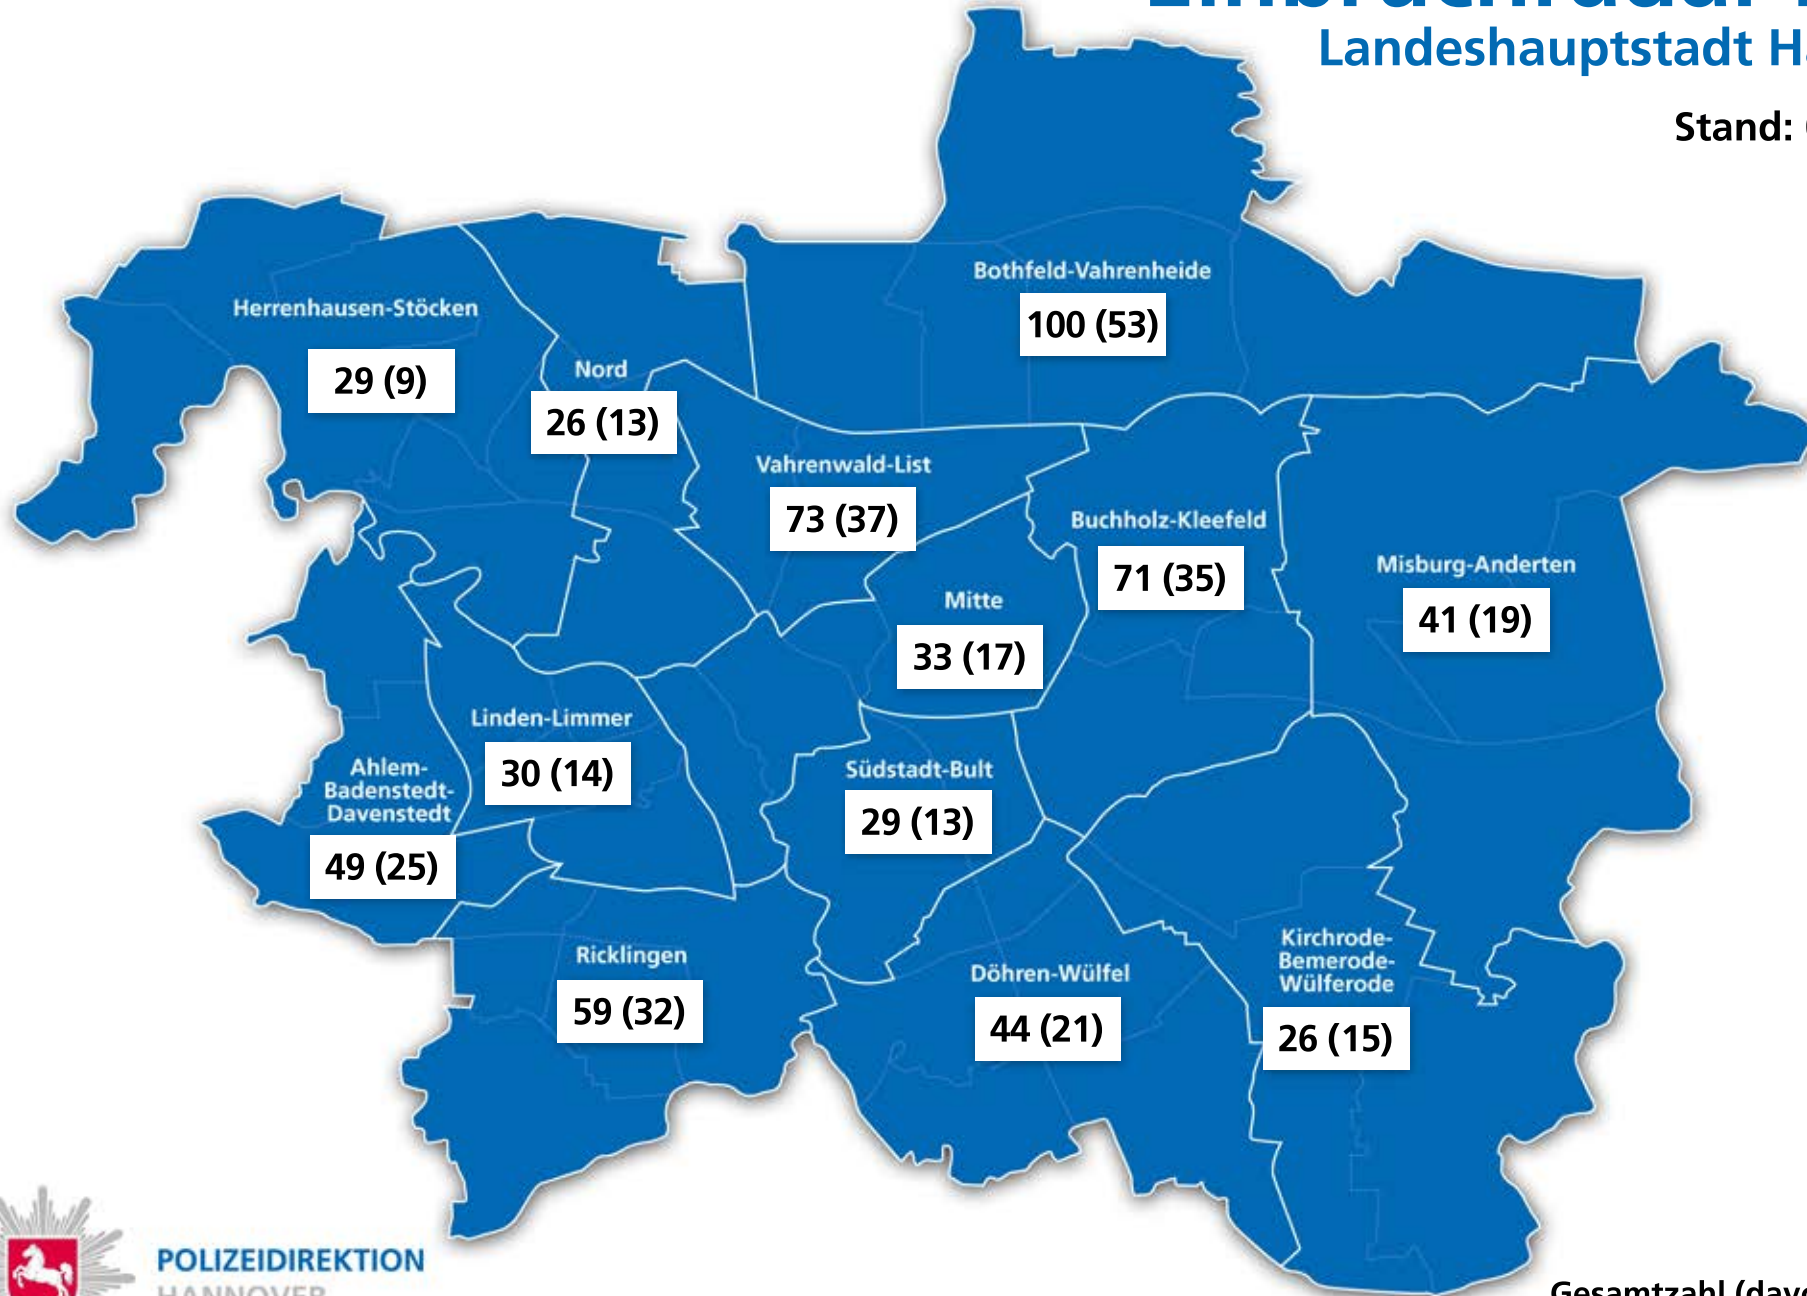 Landeshauptstadt
Stand:
Bothfeld-Vahrenheide
100 (53)
Herrenhausen-Stöcken
29 (9)
Nord
26 (13)
Vahrenwald-List
73 (37)
Buchholz-Kleefeld
71 (35)
Misburg-Anderten
41 (19)
Mitte
33 (17)
Linden-Limmer
30 (14)
Südstadt-Bult
29 (13)
Ahlem-
Badenstedt-
Davenstedt
49 (25)
Ricklingen
59 (32)
Döhren-Wülfel
44 (21)
Kirchrode-
Bemerode-
Wülferode
26 (15)
POLIZEIDIREKTION
HANNOVER
Gesamtzahl